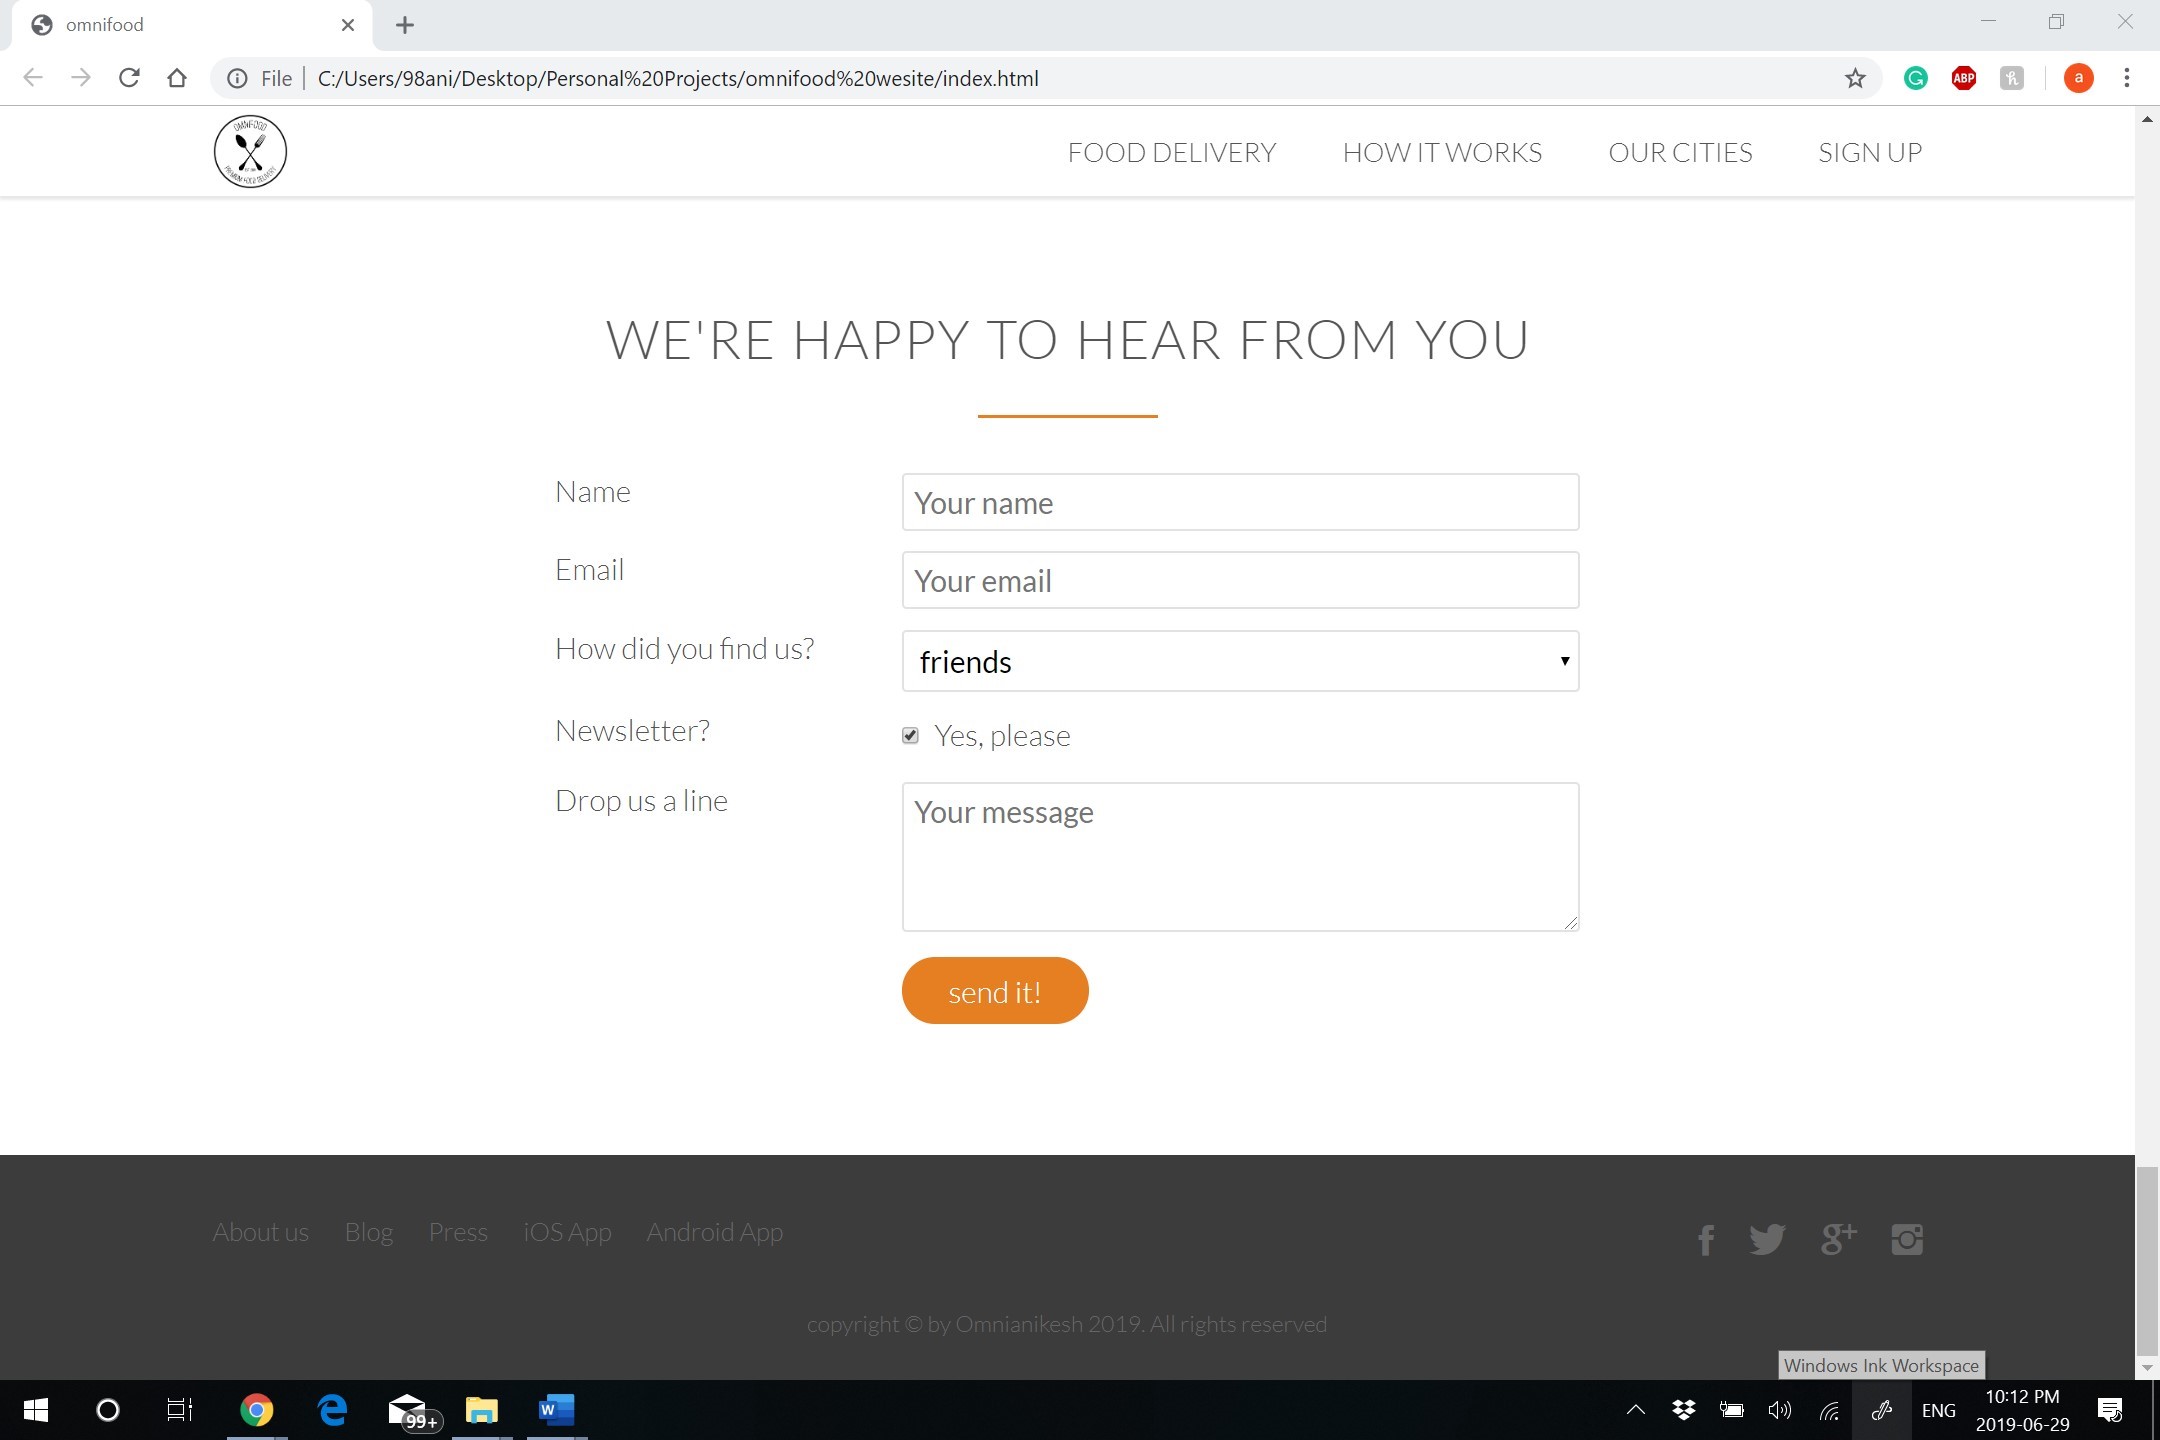 omnifood
File
C:/Users/98ani/Desktop/Personal%20Projects/omnifood%20wesite/index.html
ABP
a
OMNIFOOD
PREMIUM FOOD DELIVERY
FOOD DELIVERY HOW IT WORKS OUR CITIES SIGN UP
WE'RE HAPPY TO HEAR FROM YOU
Name Your name
Email Your email
How did you find us? friends
Newsletter? Yes, please
Drop us a line Your message
send it!
About us Blog Press iOS App Android App
copyright © by Omnianikesh 2019. All rights reserved
Windows Ink Workspace
99+
ENG
10:12 PM
2019-06-29